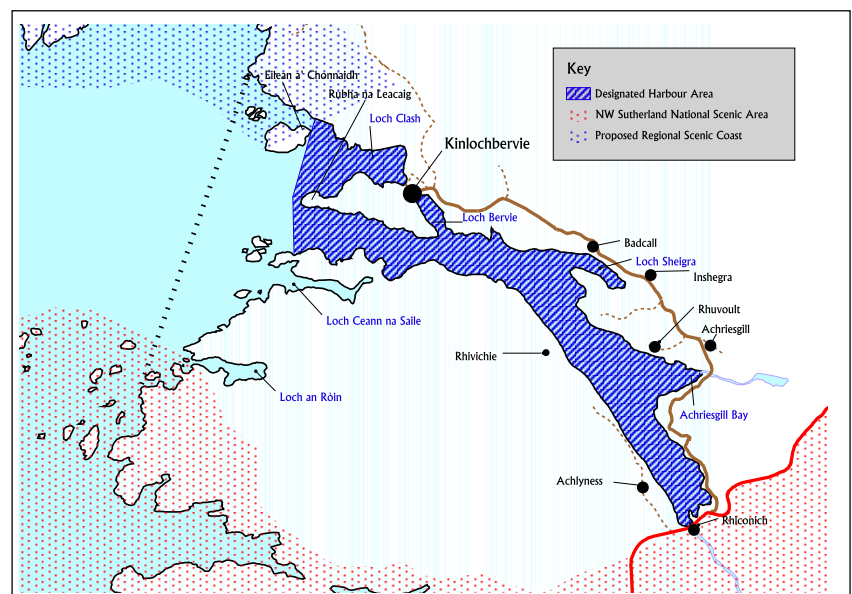 Key
Designated Harbour Area
NW Sutherland National Scenic Area
Proposed Regional Scenic Coast
Eilean a' Chonnaidh
Rubha na Leacaig
Loch Clash
Kinlochbervie
Loch Bervie
Badcall
Loch Sheigra
Inshegra
Rhuvoult
Achriesgill
Loch Ceann na Saile
Rhivichie
Loch an Ròin
Achriesgill Bay
Achlyness
Rhiconich